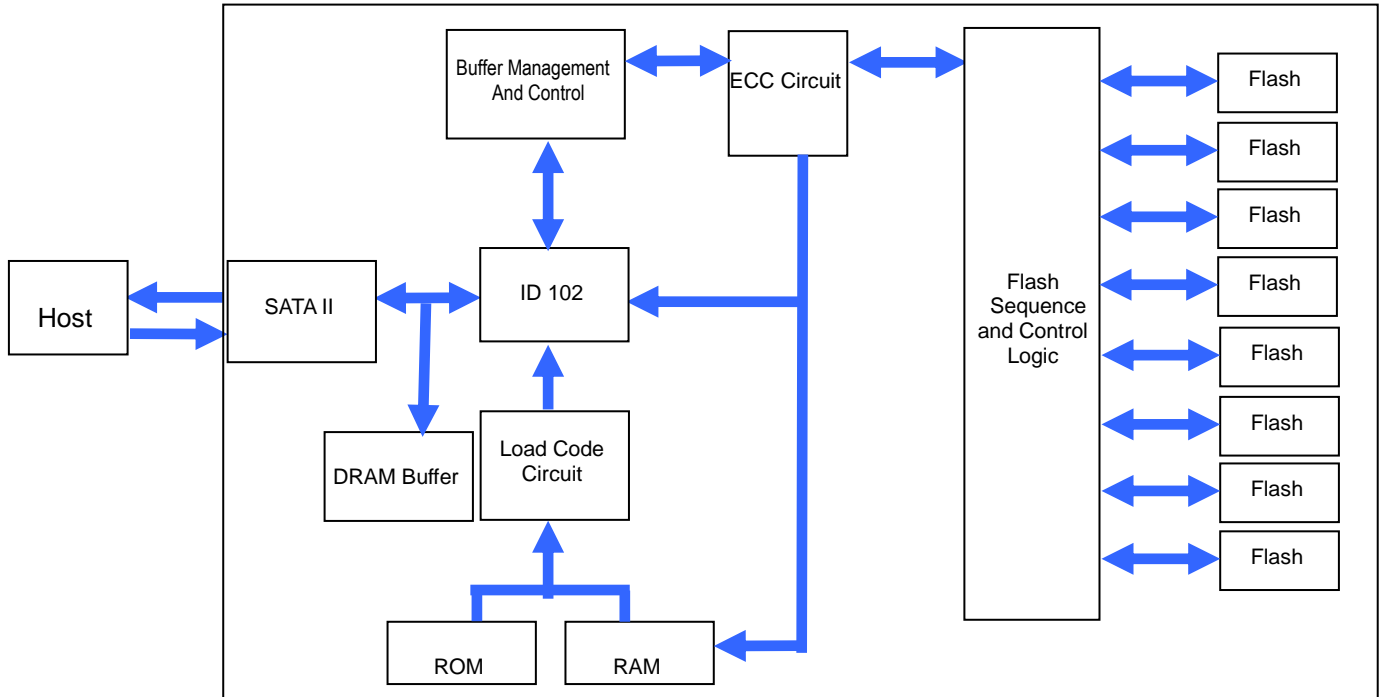 Buffer Management
And Control
ECC Circuit
Flash
Flash
Flash
Flash
Flash
Flash
Flash
Flash
Host
SATA II
ID 102
Flash
Sequence
and Control
Logic
DRAM Buffer
Load Code
Circuit
ROM
RAM